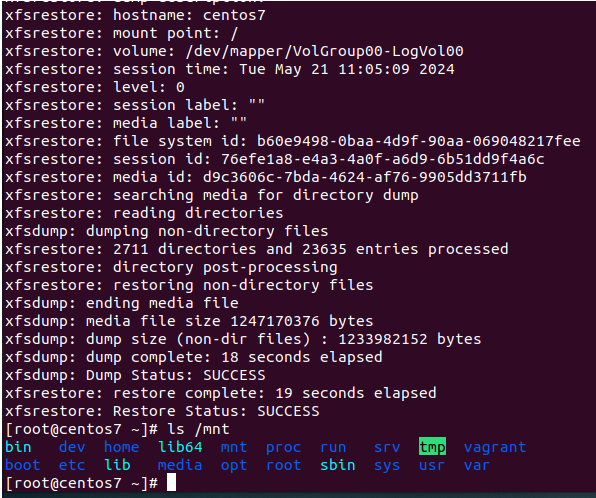 xfsrestore: hostname: centos7
xfsrestore: mount point: /
xfsrestore: volume: /dev/mapper/VolGroup00-LogVol00
xfsrestore: session time: Tue May 21 11:05:09 2024
xfsrestore: level: 0
xfsrestore: session label: ""
xfsrestore: media label: ""
xfsrestore: file system id: b60e9498-0baa-4d9f-90aa-069048217fee
xfsrestore: session id: 76efe1a8-e4a3-4a0f-a6d9-6b51dd9f4a6c
xfsrestore: media id: d9c3606c-7bda-4624-af76-9905dd3711fb
xfsrestore: searching media for directory dump
xfsrestore: reading directories
xfsdump: dumping non-directory files
xfsrestore: 2711 directories and 23635 entries processed
xfsrestore: directory post-processing
xfsrestore: restoring non-directory files
xfsdump: ending media file
xfsdump: media file size 1247170376 bytes
xfsdump: dump size (non-dir files) : 1233982152 bytes
xfsdump: dump complete: 18 seconds elapsed
xfsdump: Dump Status: SUCCESS
xfsrestore: restore complete: 19 seconds elapsed
xfsrestore: Restore Status: SUCCESS
[root@centos7 ~]# ls /mnt
bin dev home lib64 mnt proc run srv tmp vagrant
boot etc lib media opt root sbin sys usr var
[root@centos7 ~]#